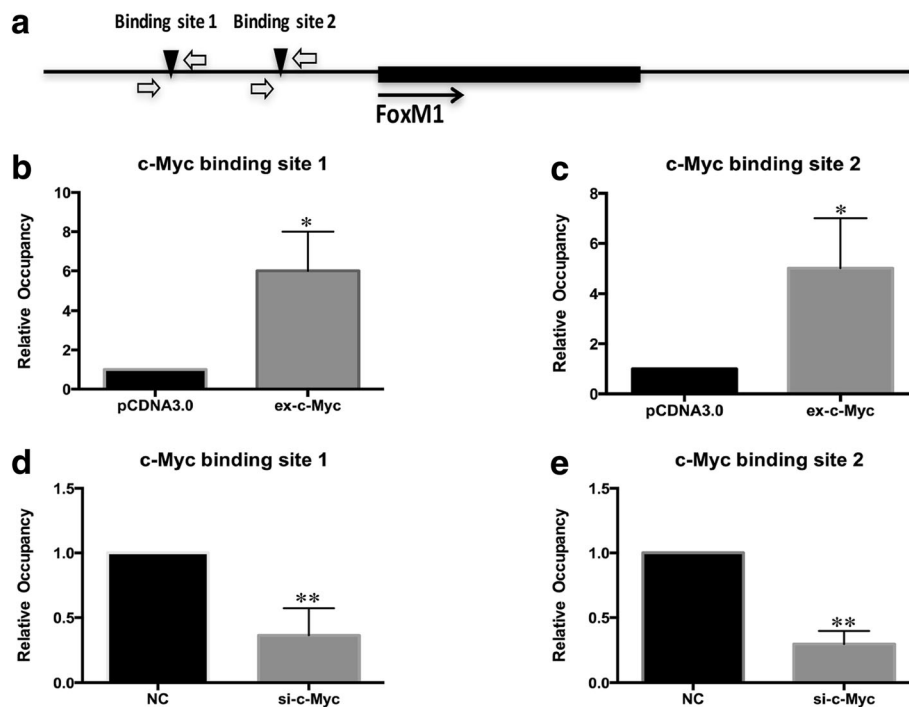 a
Binding site 1 Binding site 2
FoxM1
b
c-Myc binding site 1
Relative Occupancy
10
8
6
4
2
0
*
pCDNA3.0 ex-c-Myc
c
c-Myc binding site 2
Relative Occupancy
8
6
4
2
0
*
pCDNA3.0 ex-c-Myc
d
c-Myc binding site 1
Relative Occupancy
1.5
1.0
0.5
0.0
**
NC si-c-Myc
e
c-Myc binding site 2
Relative Occupancy
1.5
1.0
0.5
0.0
**
NC si-c-Myc